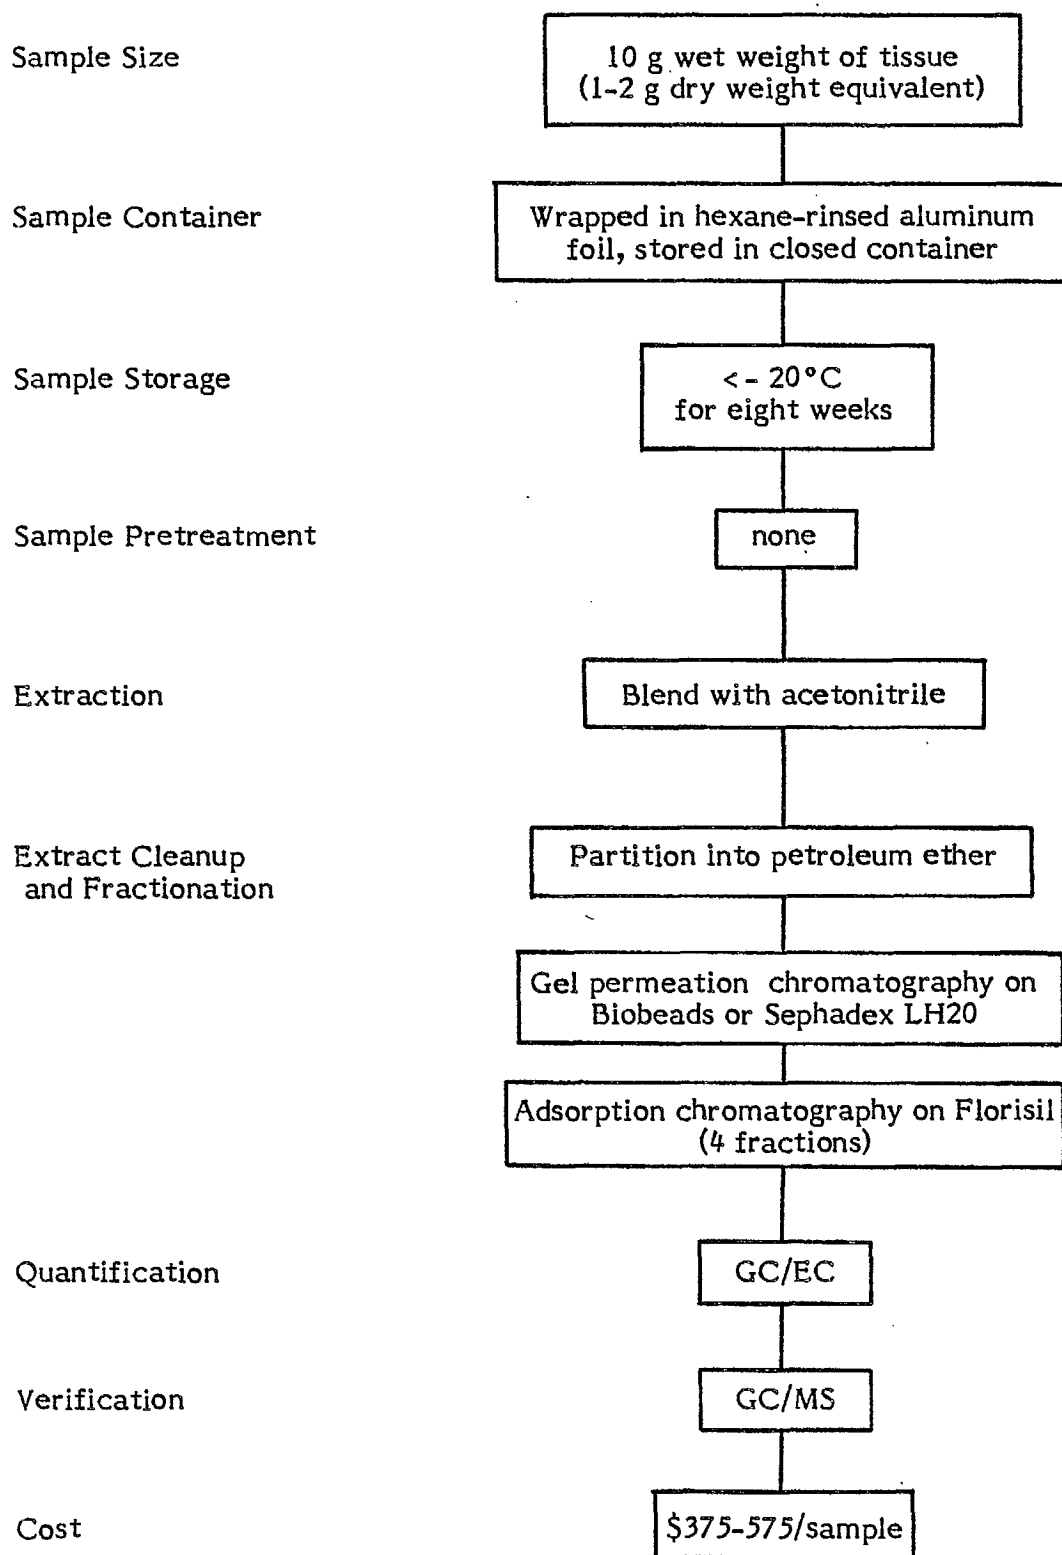 Sample Size
10 g wet weight of tissue
(1-2 g dry weight equivalent)
Sample Container
Wrapped in hexane-rinsed aluminum
foil, stored in closed container
Sample Storage
< - 20°C
for eight weeks
Sample Pretreatment
none
Extraction
Blend with acetonitrile
Extract Cleanup
and Fractionation
Partition into petroleum ether
Gel permeation chromatography on
Biobeads or Sephadex LH20
Adsorption chromatography on Florisil
(4 fractions)
Quantification
GC/EC
Verification
GC/MS
Cost
$375-575/sample